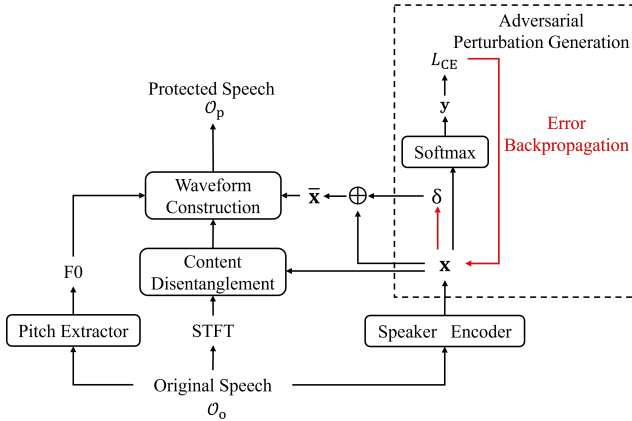 Adversarial
Perturbation Generation
L_CE
y
Error
Backpropagation
Softmax
Protected Speech
𝒪_p
Waveform
Construction
x̄
⊕
δ
F0
Content
Disentanglement
x
Pitch Extractor
STFT
Speaker Encoder
Original Speech
𝒪_o